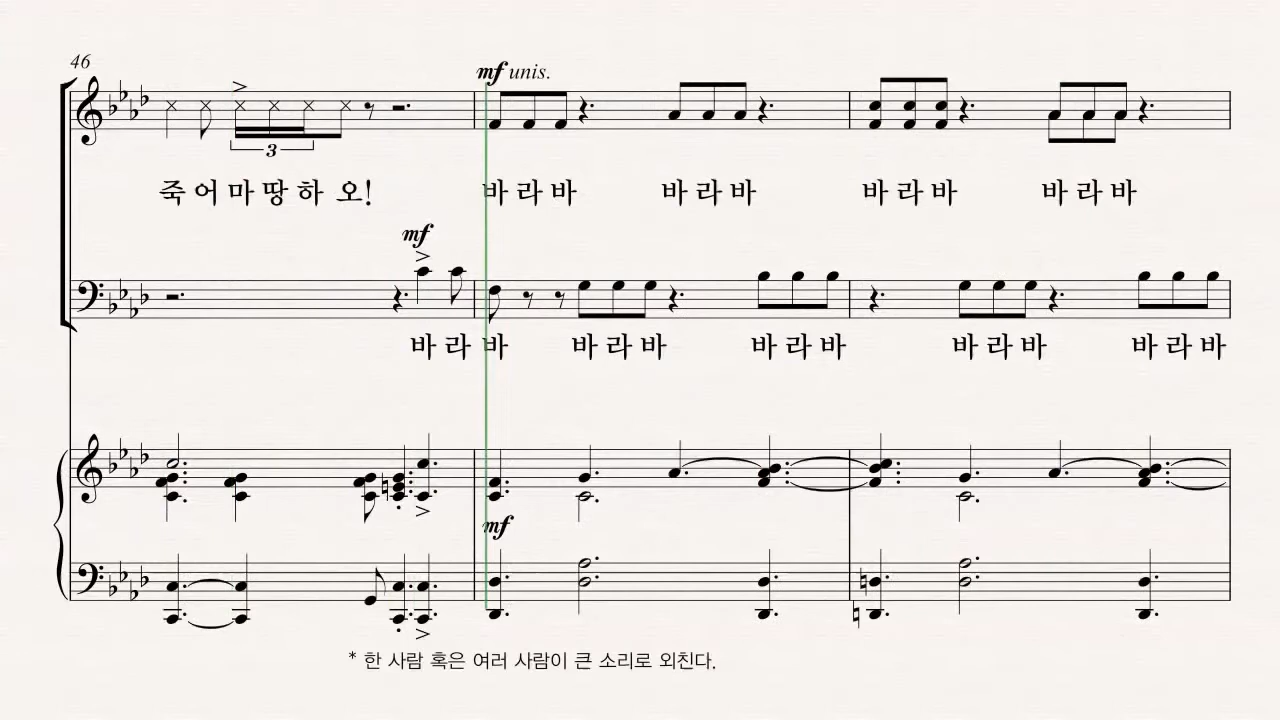 46
mf unis.
3
죽 어 마 땅 하 오! 바 라 바 바 라 바 바 라 바 바 라 바
mf
바 라 바 바 라 바 바 라 바 바 라 바 바 라 바
mf
* 한 사람 혹은 여러 사람이 큰 소리로 외친다.